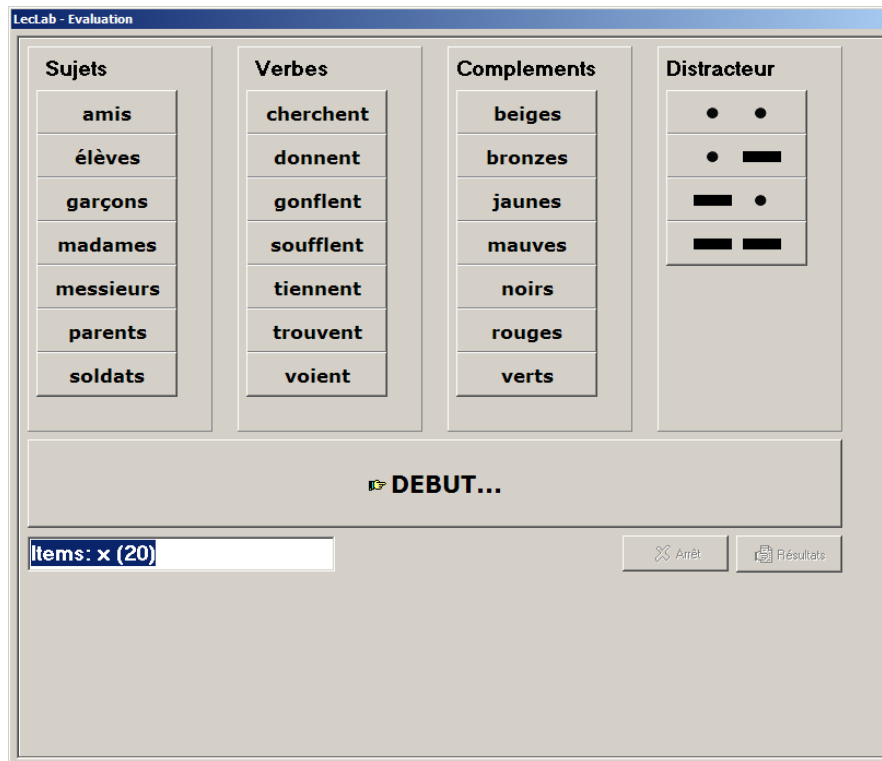 LecLab - Evaluation
Sujets
amis
élèves
garçons
madames
messieurs
parents
soldats
Verbes
cherchent
donnent
gonflent
soufflent
tiennent
trouvent
voient
Complements
beiges
bronzes
jaunes
mauves
noirs
rouges
verts
Distracteur
DEBUT...
Items: x (20)
Arrêt
Résultats